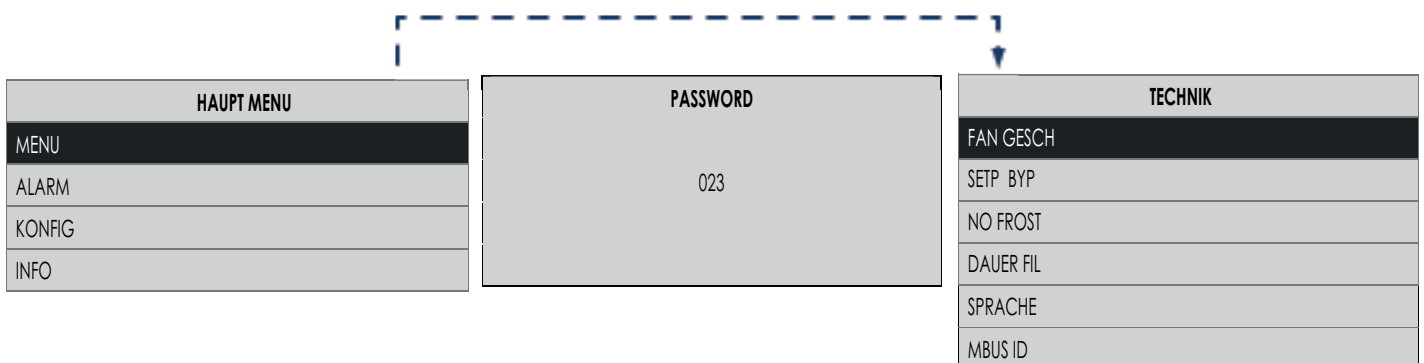 HAUPT MENU
MENU
ALARM
KONFIG
INFO
PASSWORD
023
TECHNIK
FAN GESCH
SETP BYP
NO FROST
DAUER FIL
SPRACHE
MBUS ID